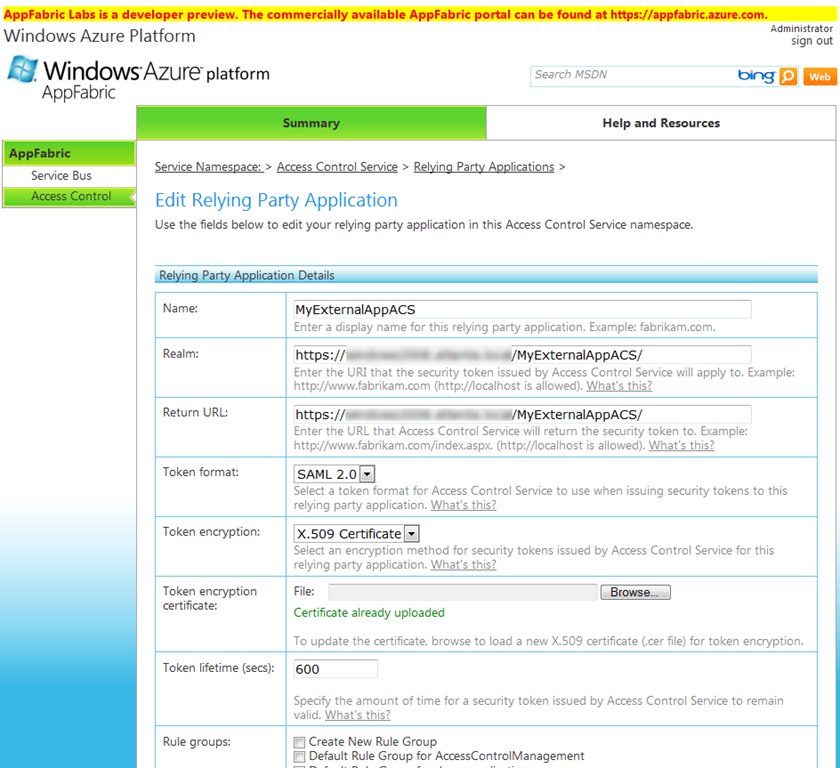 AppFabric Labs is a developer preview. The commercially available AppFabric portal can be found at https://appfabric.azure.com.
Windows Azure Platform
Administrator
sign out
Windows Azure platform
AppFabric
Search MSDN
bing
Web
Summary
Help and Resources
AppFabric
Service Bus
Access Control
Service Namespace: > Access Control Service > Relying Party Applications >
Edit Relying Party Application
Use the fields below to edit your relying party application in this Access Control Service namespace.
Relying Party Application Details
Name:
MyExternalAppACS
Enter a display name for this relying party application. Example: fabrikam.com.
Realm:
https:// /MyExternalAppACS/
Enter the URI that the security token issued by Access Control Service will apply to. Example:
http://www.fabrikam.com (http://localhost is allowed). What's this?
Return URL:
https:// /MyExternalAppACS/
Enter the URL that Access Control Service will return the security token to. Example:
http://www.fabrikam.com/index.aspx. (http://localhost is allowed). What's this?
Token format:
SAML 2.0
Select a token format for Access Control Service to use when issuing security tokens to this
relying party application. What's this?
Token encryption:
X.509 Certificate
Select an encryption method for security tokens issued by Access Control Service for this
relying party application. What's this?
Token encryption
certificate:
File:
Browse...
Certificate already uploaded
To update the certificate, browse to load a new X.509 certificate (.cer file) for token encryption.
Token lifetime (secs):
600
Specify the amount of time for a security token issued by Access Control Service to remain
valid. What's this?
Rule groups:
Create New Rule Group
Default Rule Group for AccessControlManagement